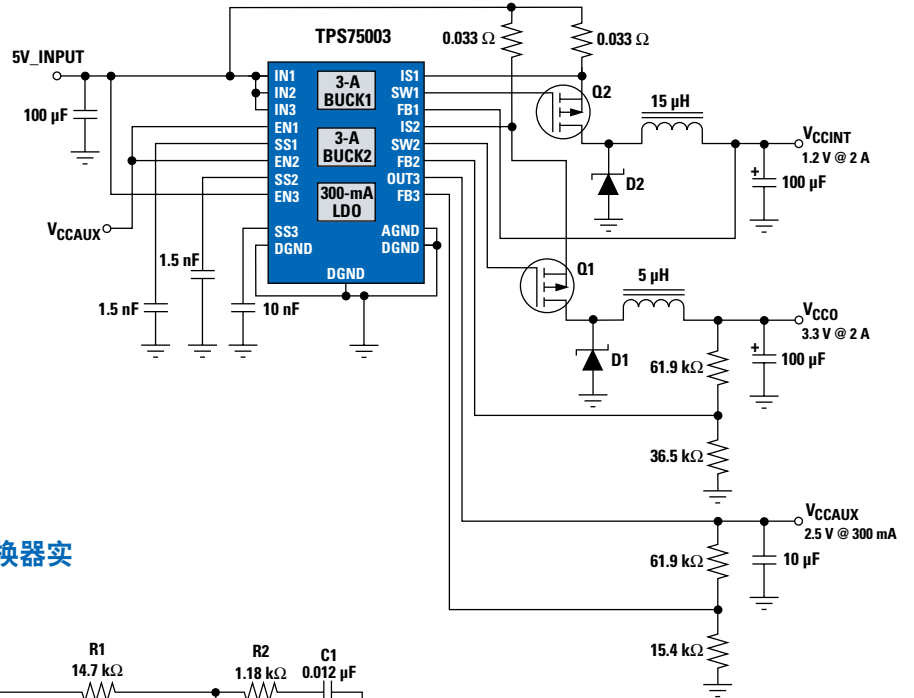 TPS75003
0.033 Ω
0.033 Ω
5V_INPUT
100 µF
IN1
IN2
IN3
EN1
SS1
EN2
SS2
EN3
SS3
DGND
3-A
BUCK1
3-A
BUCK2
300-mA
LDO
DGND
IS1
SW1
FB1
IS2
SW2
FB2
OUT3
FB3
AGND
DGND
Q2
15 µH
VCCINT
1.2 V @ 2 A
+
100 µF
D2
VCCAUX
1.5 nF
1.5 nF
10 nF
Q1
5 µH
VCCO
3.3 V @ 2 A
+
100 µF
D1
61.9 kΩ
36.5 kΩ
VCCAUX
2.5 V @ 300 mA
61.9 kΩ
10 µF
15.4 kΩ
换器实
R1
14.7 kΩ
R2
1.18 kΩ
C1
0.012 µF